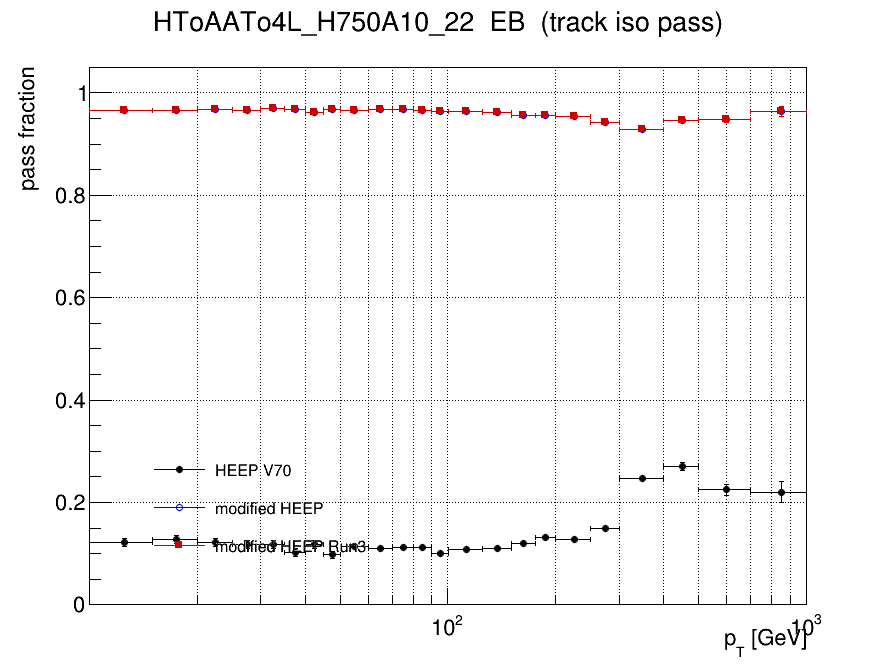 HToAATo4L_H750A10_22 EB (track iso pass)
pass fraction
1
0.8
0.6
0.4
0.2
0
HEEP V70
modified HEEP
modified HEEP Run3
10²
10³
p_T [GeV]